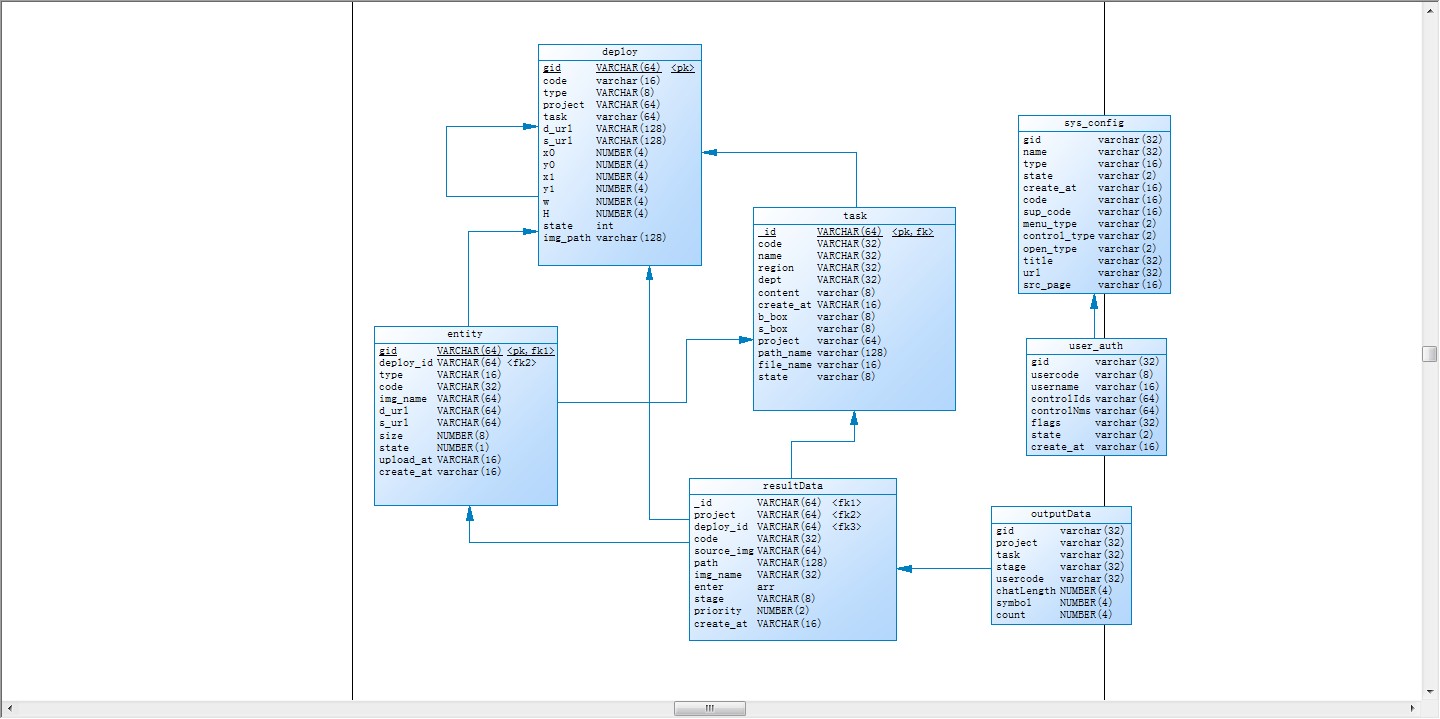 deploy
gid VARCHAR(64) <pk>
code varchar(16)
type VARCHAR(8)
project VARCHAR(64)
task varchar(64)
d_url VARCHAR(128)
s_url VARCHAR(128)
x0 NUMBER(4)
y0 NUMBER(4)
x1 NUMBER(4)
y1 NUMBER(4)
w NUMBER(4)
H NUMBER(4)
state int
img_path varchar(128)
sys_config
gid varchar(32)
name varchar(32)
type varchar(16)
state varchar(2)
create_at varchar(16)
code varchar(16)
sup_code varchar(16)
menu_type varchar(2)
control_type varchar(2)
open_type varchar(2)
title varchar(32)
url varchar(32)
src_page varchar(16)
task
_id VARCHAR(64) <pk,fk>
code VARCHAR(32)
name VARCHAR(32)
region VARCHAR(32)
dept VARCHAR(32)
content varchar(8)
create_at VARCHAR(16)
b_box varchar(8)
s_box varchar(8)
project varchar(64)
path_name varchar(128)
file_name varchar(16)
state varchar(8)
entity
gid VARCHAR(64) <pk,fk1>
deploy_id VARCHAR(64) <fk2>
type VARCHAR(16)
code VARCHAR(32)
img_name VARCHAR(64)
d_url VARCHAR(64)
s_url VARCHAR(64)
size NUMBER(8)
state NUMBER(1)
upload_at VARCHAR(16)
create_at varchar(16)
user_auth
gid varchar(32)
usercode varchar(8)
username varchar(16)
controlIds varchar(64)
controlNms varchar(64)
flags varchar(32)
state varchar(2)
create_at varchar(16)
resultData
_id VARCHAR(64) <fk1>
project VARCHAR(64) <fk2>
deploy_id VARCHAR(64) <fk3>
code VARCHAR(32)
source_img VARCHAR(64)
path VARCHAR(128)
img_name VARCHAR(32)
enter arr
stage VARCHAR(8)
priority NUMBER(2)
create_at VARCHAR(16)
outputData
gid varchar(32)
project varchar(32)
task varchar(32)
stage varchar(32)
usercode varchar(32)
chatLength NUMBER(4)
symbol NUMBER(4)
count NUMBER(4)